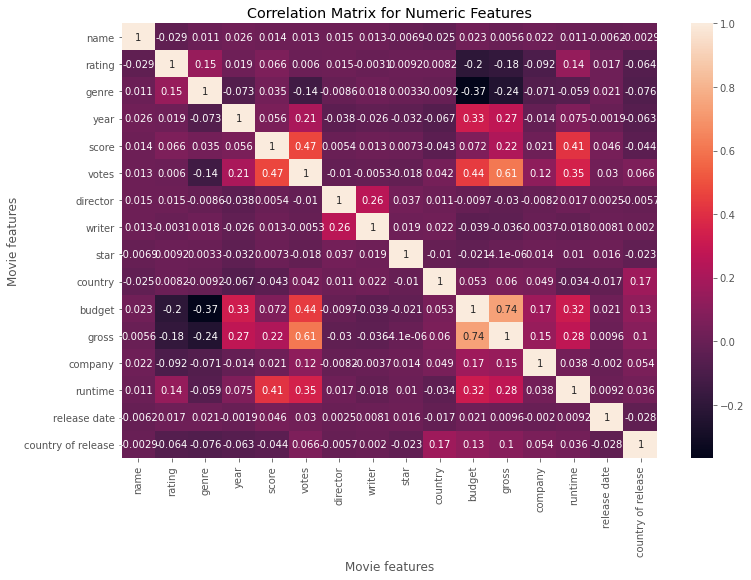 Correlation Matrix for Numeric Features
name 1 -0.029 0.011 0.026 0.014 0.013 0.015 0.013 -0.0069 -0.025 0.023 0.0056 0.022 0.011 -0.0062 -0.0029
rating -0.029 1 0.15 0.019 0.066 0.006 0.015 -0.0031 0.0092 0.0082 -0.2 -0.18 -0.092 0.14 0.017 -0.064
genre 0.011 0.15 1 -0.073 0.035 -0.14 -0.0086 0.018 0.0033 -0.0092 -0.37 -0.24 -0.071 -0.059 0.021 -0.076
year 0.026 0.019 -0.073 1 0.056 0.21 -0.038 -0.026 -0.032 -0.067 0.33 0.27 -0.014 0.075 -0.0019 -0.063
score 0.014 0.066 0.035 0.056 1 0.47 0.0054 0.013 0.0073 -0.043 0.072 0.22 0.021 0.41 0.046 -0.044
votes 0.013 0.006 -0.14 0.21 0.47 1 -0.01 -0.0053 -0.018 0.042 0.44 0.61 0.12 0.35 0.03 0.066
director 0.015 0.015 -0.0086 -0.038 0.0054 -0.01 1 0.26 0.037 0.011 -0.0097 -0.03 -0.0082 0.017 0.0025 -0.0057
writer 0.013 -0.0031 0.018 -0.026 0.013 -0.0053 0.26 1 0.019 0.022 -0.039 -0.036 -0.0037 -0.018 0.0081 0.002
star -0.0069 0.0092 0.0033 -0.032 0.0073 -0.018 0.037 0.019 1 -0.01 -0.021 -4.1e-06 0.014 0.01 0.016 -0.023
country -0.025 0.0082 -0.0092 -0.067 -0.043 0.042 0.011 0.022 -0.01 1 0.053 0.06 0.049 -0.034 -0.017 0.17
budget 0.023 -0.2 -0.37 0.33 0.072 0.44 -0.0097 -0.039 -0.021 0.053 1 0.74 0.17 0.32 0.021 0.13
gross 0.0056 -0.18 -0.24 0.27 0.22 0.61 -0.03 -0.036 -4.1e-06 0.06 0.74 1 0.15 0.28 0.0096 0.1
company 0.022 -0.092 -0.071 -0.014 0.021 0.12 -0.0082 -0.0037 0.014 0.049 0.17 0.15 1 0.038 -0.002 0.054
runtime 0.011 0.14 -0.059 0.075 0.41 0.35 0.017 -0.018 0.01 -0.034 0.32 0.28 0.038 1 0.0092 0.036
release date -0.0062 0.017 0.021 -0.0019 0.046 0.03 0.0025 0.0081 0.016 -0.017 0.021 0.0096 -0.002 0.0092 1 -0.028
country of release -0.0029 -0.064 -0.076 -0.063 -0.044 0.066 -0.0057 0.002 -0.023 0.17 0.13 0.1 0.054 0.036 -0.028 1
name rating genre year score votes director writer star country budget gross company runtime release date country of release
Movie features
Movie features
1.0
0.8
0.6
0.4
0.2
0.0
−0.2